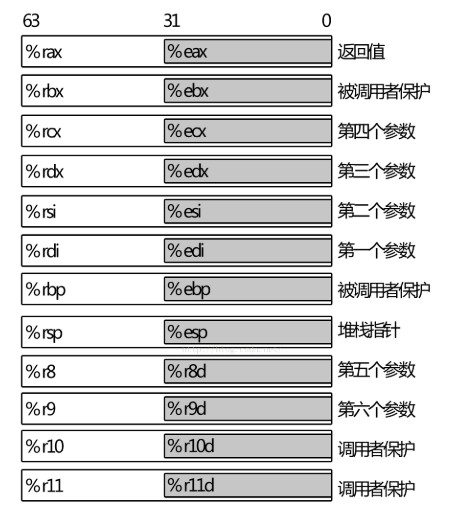 63 31 0
%rax %eax 返回值
%rbx %ebx 被调用者保护
%rcx %ecx 第四个参数
%rdx %edx 第三个参数
%rsi %esi 第二个参数
%rdi %edi 第一个参数
%rbp %ebp 被调用者保护
%rsp %esp 堆栈指针
%r8 %r8d 第五个参数
%r9 %r9d 第六个参数
%r10 %r10d 调用者保护
%r11 %r11d 调用者保护